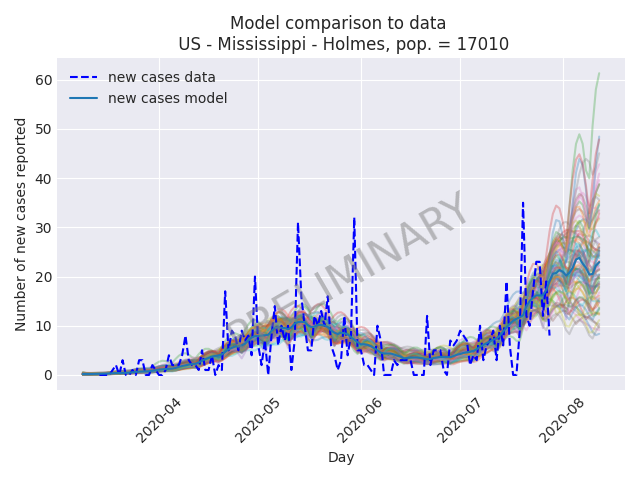 Model comparison to data
US - Mississippi - Holmes, pop. = 17010
new cases data
new cases model
Number of new cases reported
60
50
40
30
20
10
0
PRELIMINARY
2020-04
2020-05
2020-06
2020-07
2020-08
Day